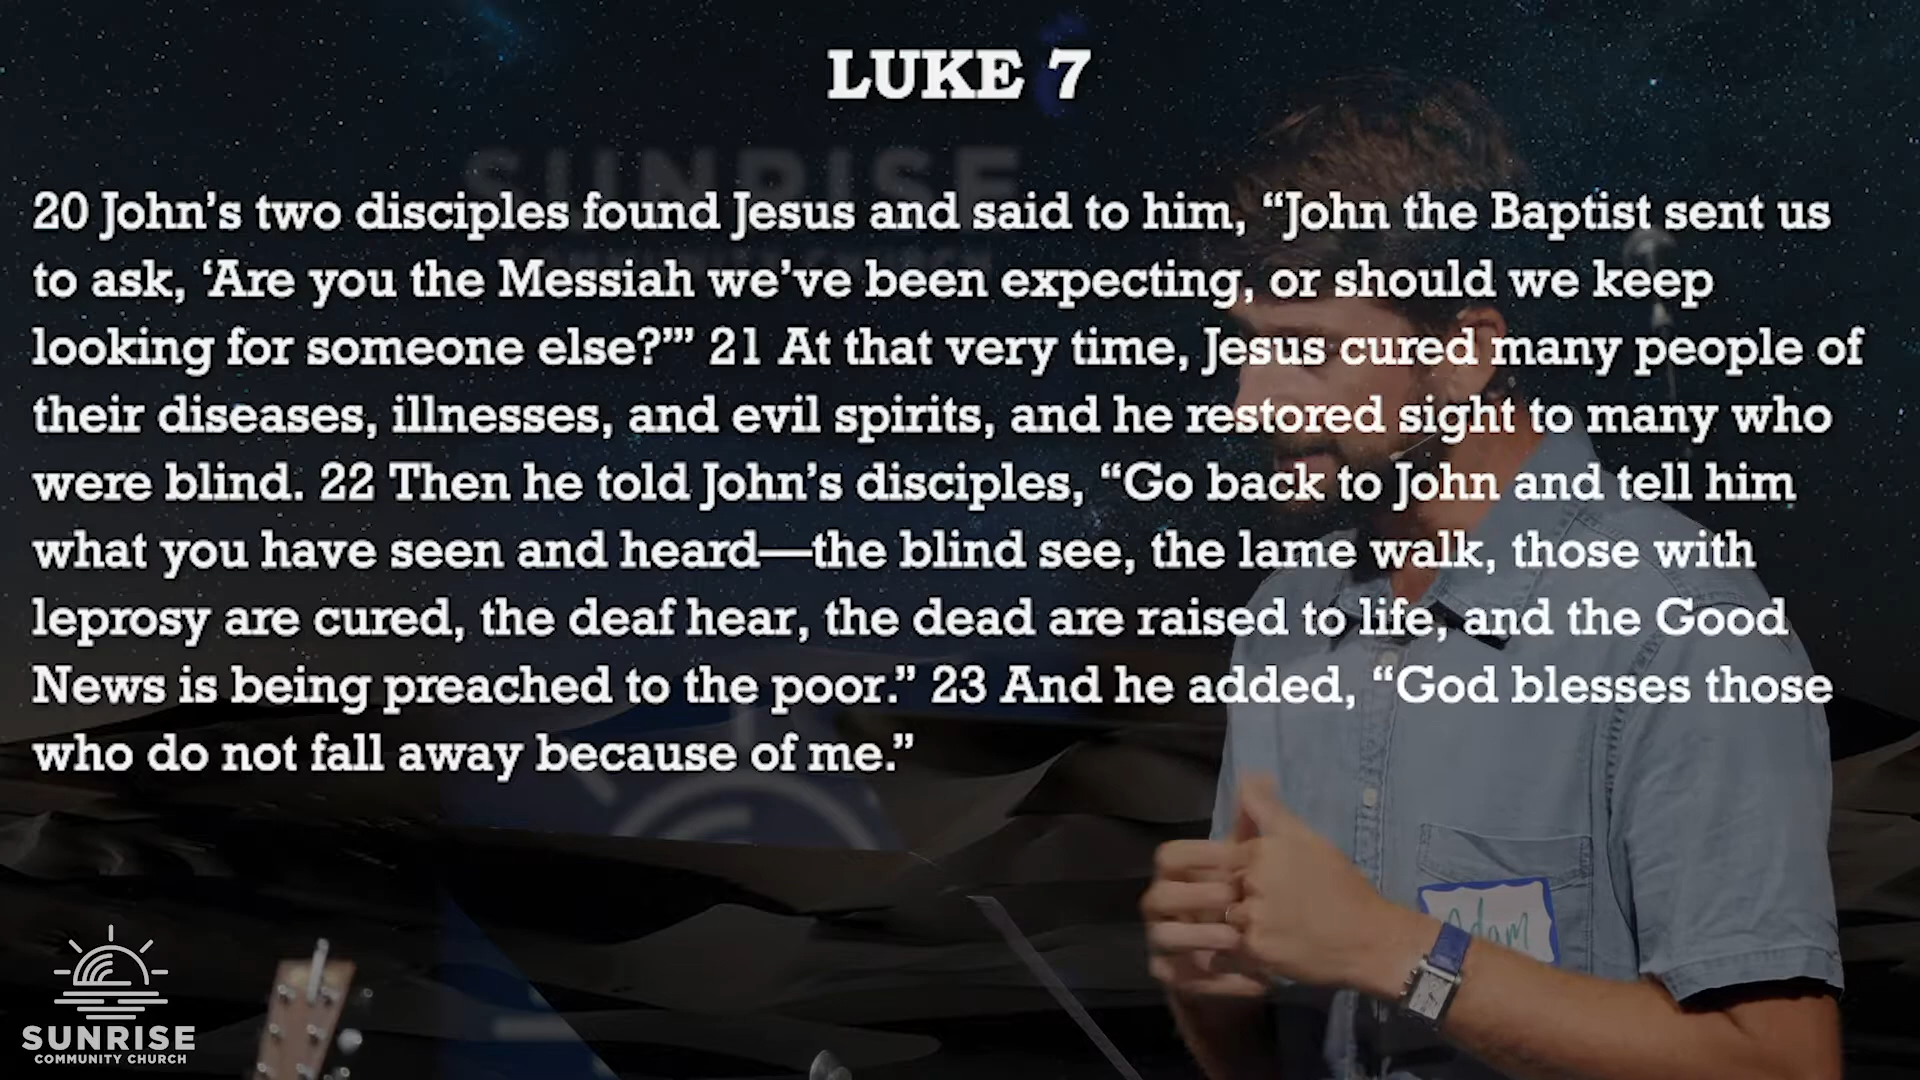 LUKE 7
SUNRISE
20 John’s two disciples found Jesus and said to him, “John the Baptist sent us
to ask, ‘Are you the Messiah we’ve been expecting, or should we keep
looking for someone else?’” 21 At that very time, Jesus cured many people of
their diseases, illnesses, and evil spirits, and he restored sight to many who
were blind. 22 Then he told John’s disciples, “Go back to John and tell him
what you have seen and heard—the blind see, the lame walk, those with
leprosy are cured, the deaf hear, the dead are raised to life, and the Good
News is being preached to the poor.” 23 And he added, “God blesses those
who do not fall away because of me.”
Adam
SUNRISE
COMMUNITY CHURCH